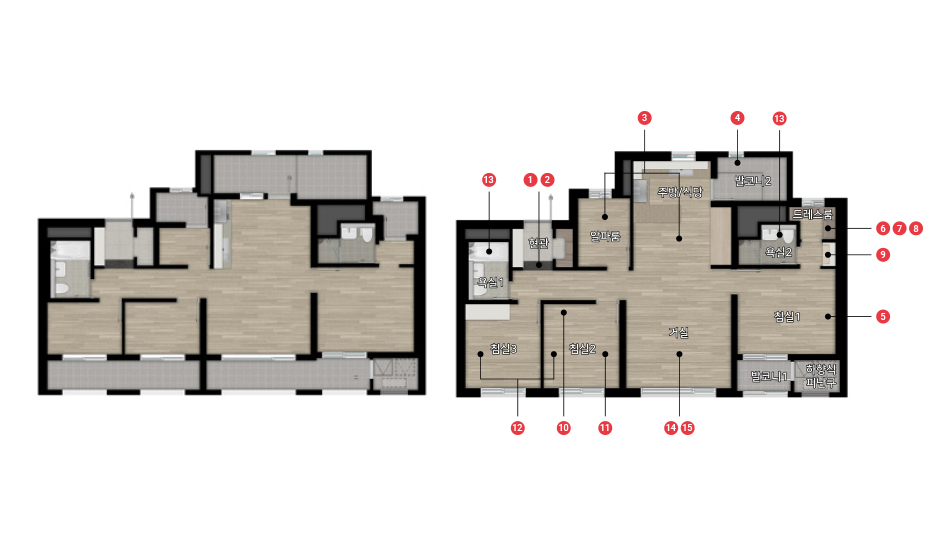 3
4
13
13
1
2
주방/식당
발코니2
드레스룸
현관
알파룸
6
7
8
욕실2
9
욕실1
침실1
5
거실
침실3
침실2
발코니1
하향식
피난구
12
10
11
14
15